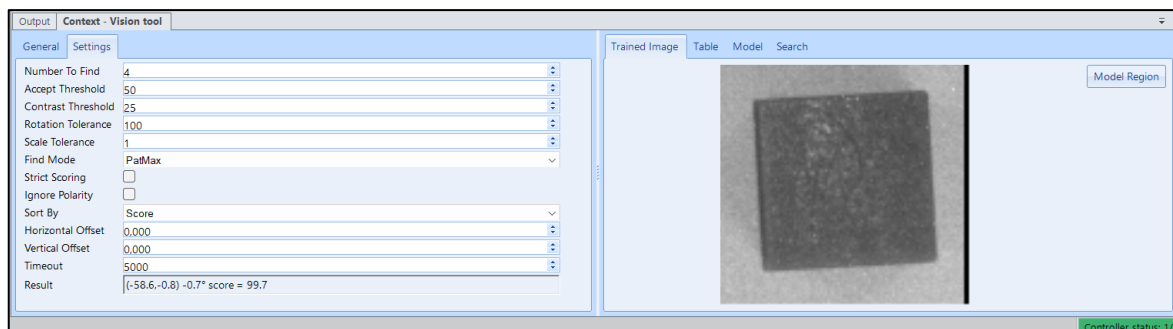 Output Context - Vision tool
General Settings
Number To Find 4
Accept Threshold 50
Contrast Threshold 25
Rotation Tolerance 100
Scale Tolerance 1
Find Mode PatMax
Strict Scoring
Ignore Polarity
Sort By Score
Horizontal Offset 0,000
Vertical Offset 0,000
Timeout 5000
Result (-58.6,-0.8) -0.7° score = 99.7
Trained Image Table Model Search
Model Region
Controller status: 1/